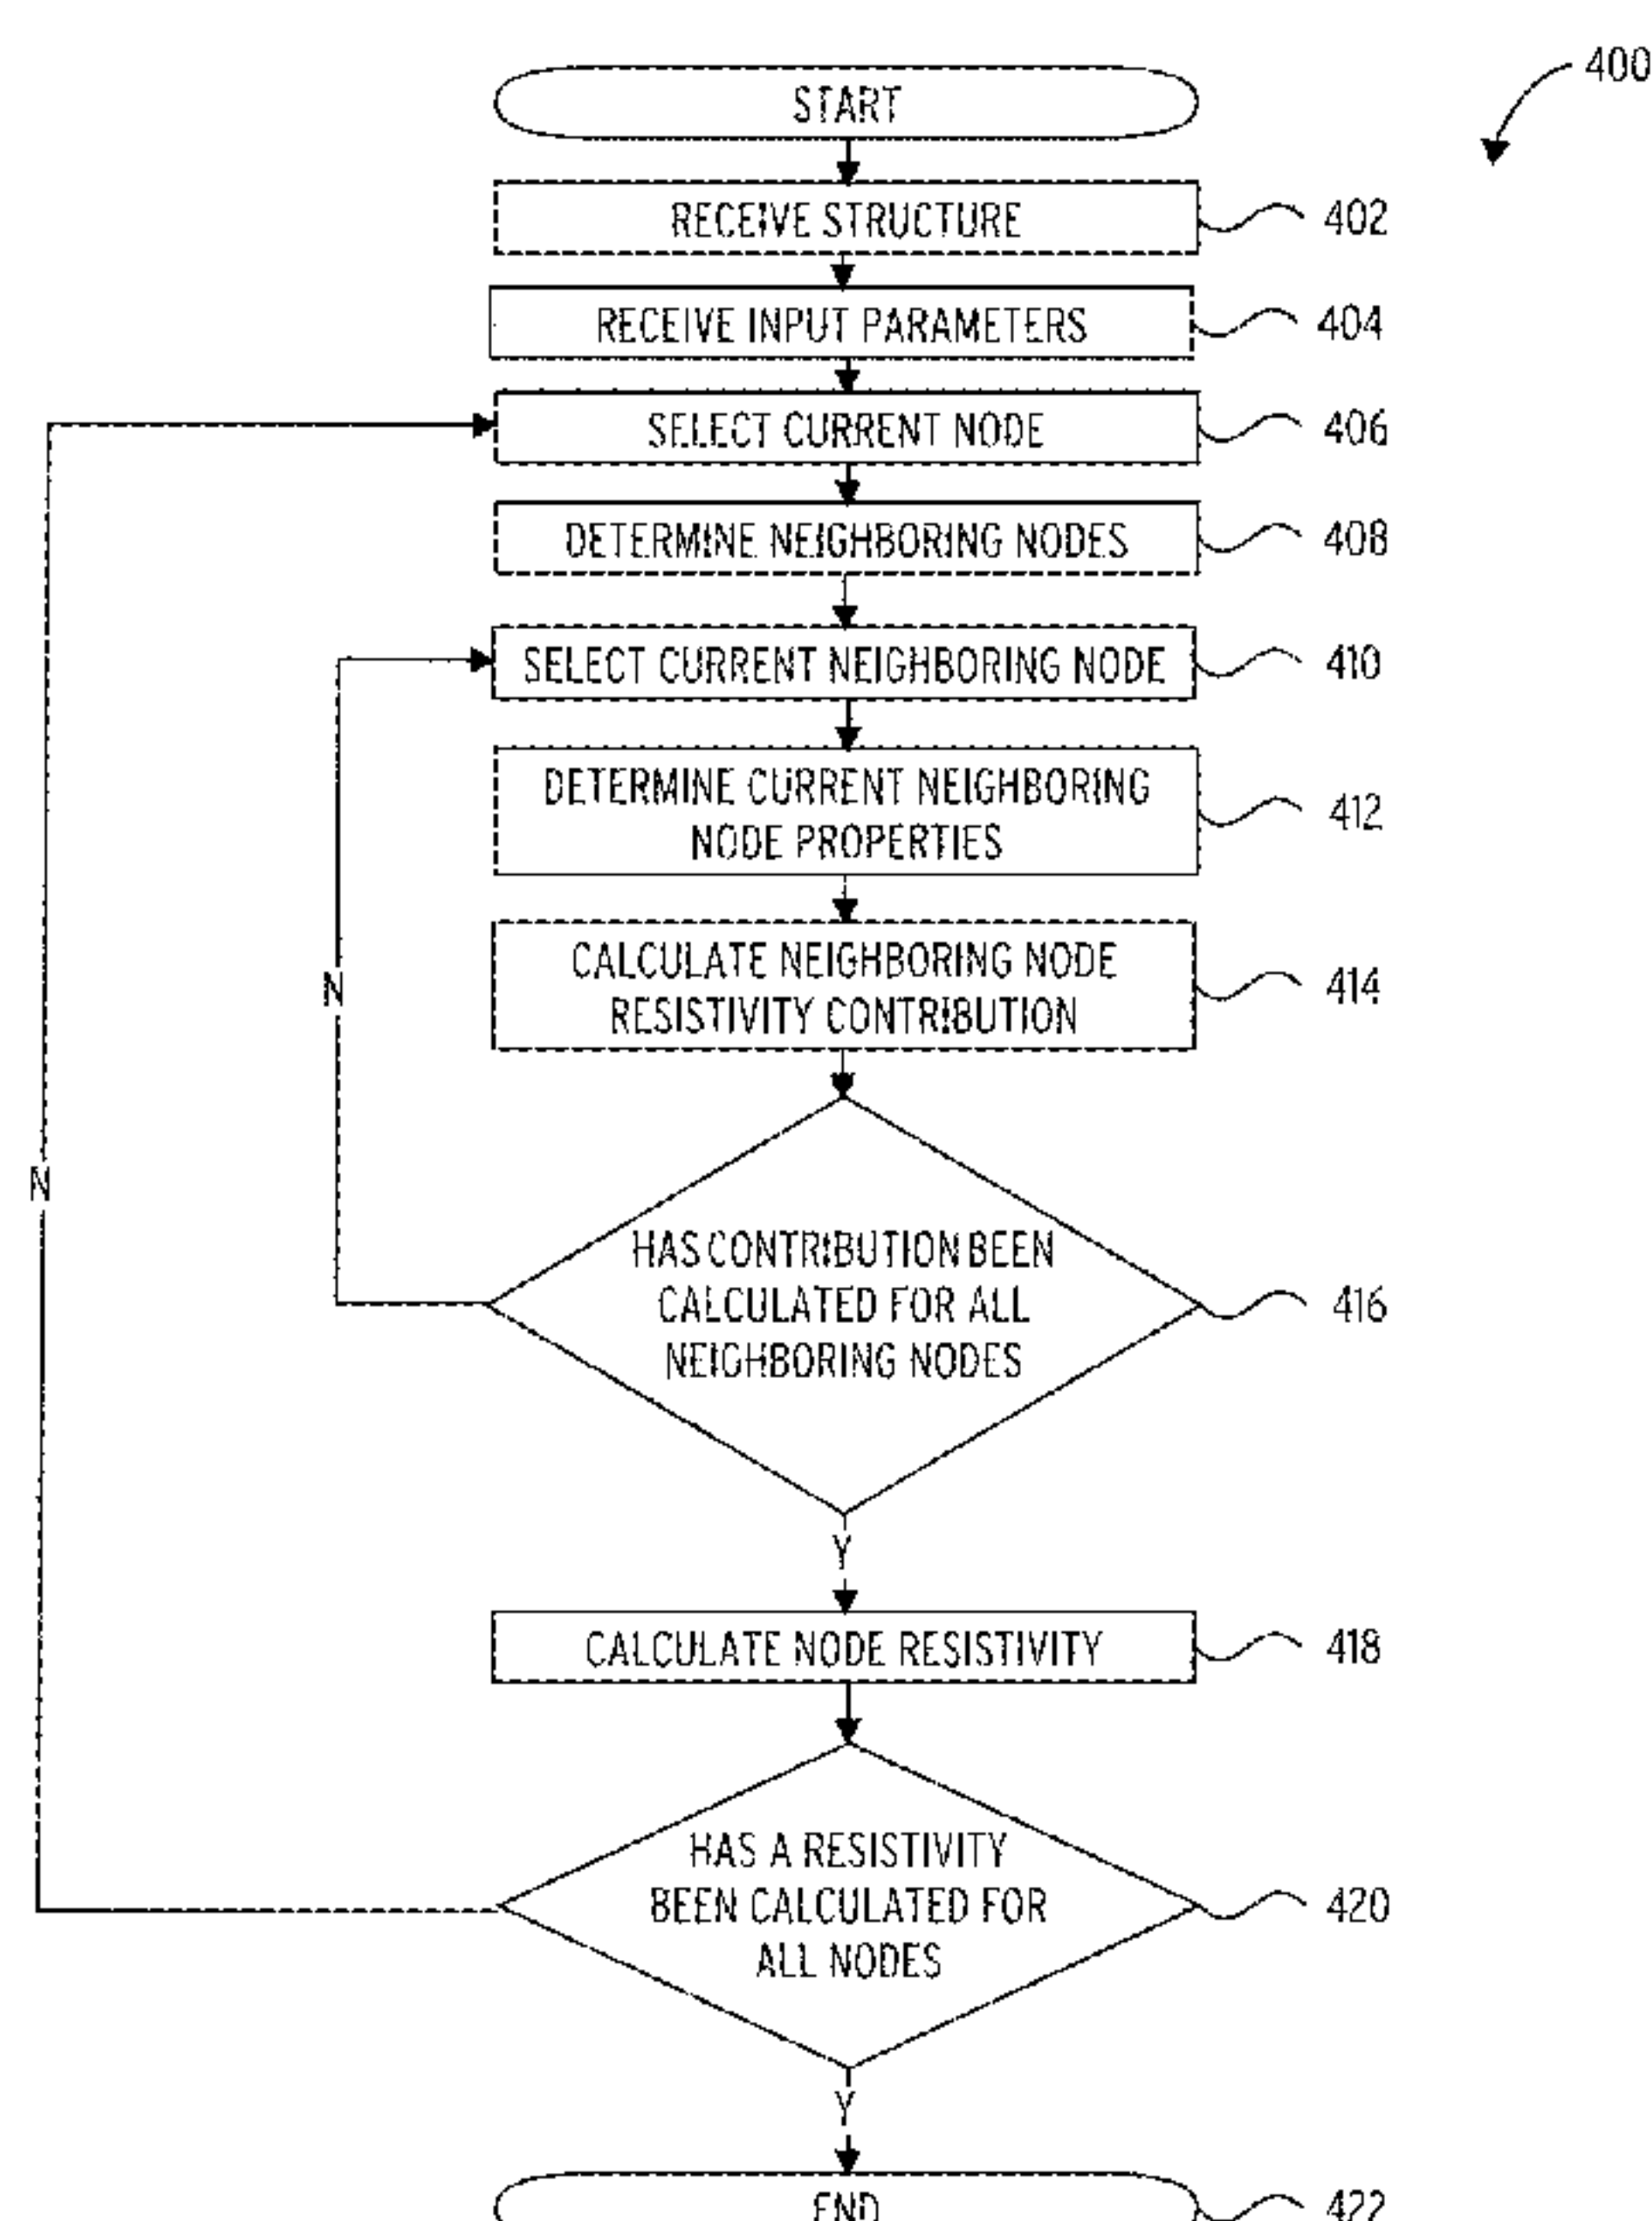 400
START
RECEIVE STRUCTURE
402
RECEIVE INPUT PARAMETERS
404
SELECT CURRENT NODE
406
DETERMINE NEIGHBORING NODES
408
SELECT CURRENT NEIGHBORING NODE
410
DETERMINE CURRENT NEIGHBORING
NODE PROPERTIES
412
CALCULATE NEIGHBORING NODE
RESISTIVITY CONTRIBUTION
414
N
N
HAS CONTRIBUTION BEEN
CALCULATED FOR ALL
NEIGHBORING NODES
416
Y
CALCULATE NODE RESISTIVITY
418
HAS A RESISTIVITY
BEEN CALCULATED FOR
ALL NODES
420
Y
END
422